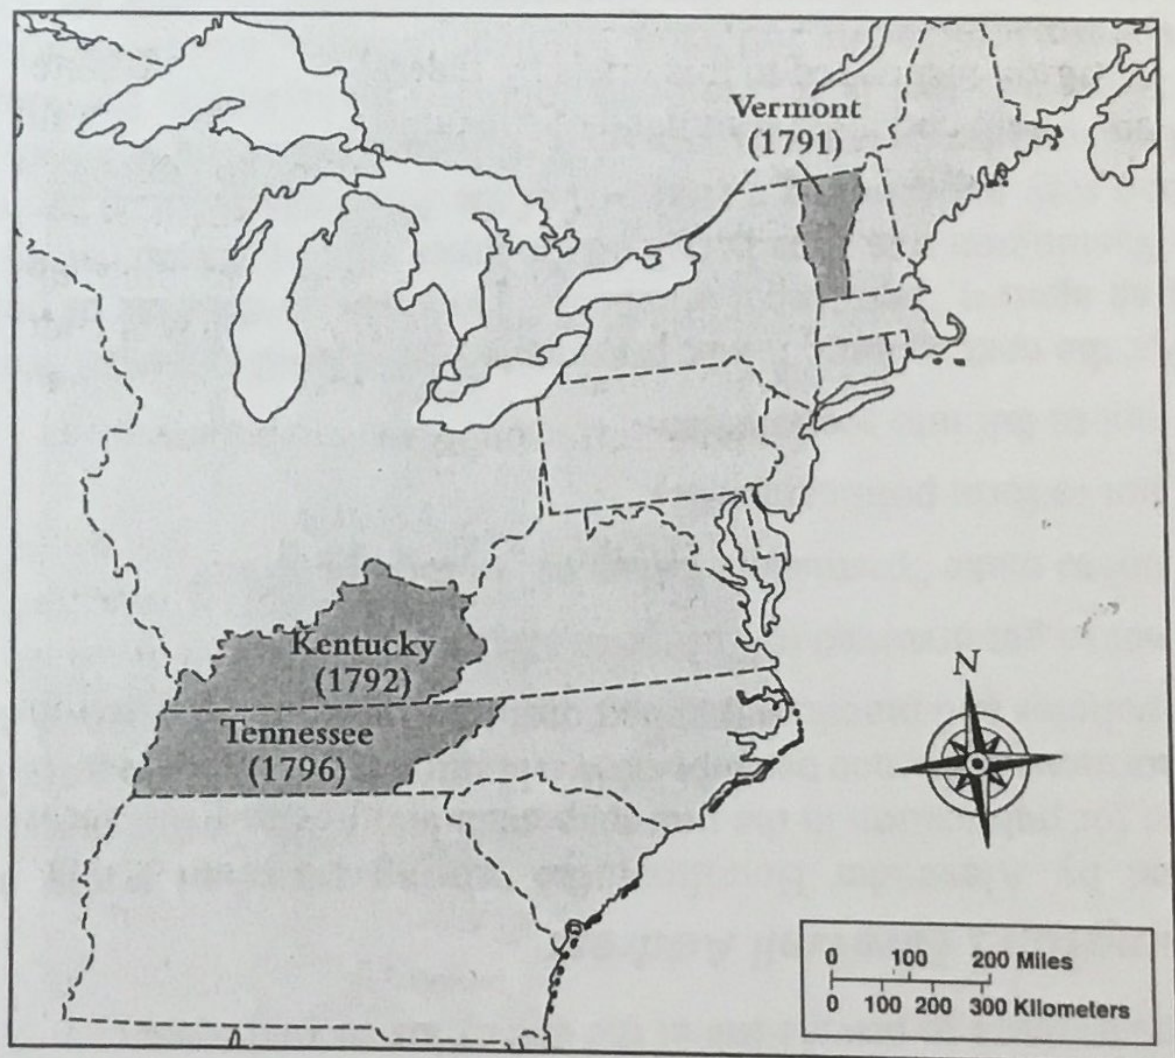 Vermont
(1791)
Kentucky
(1792)
Tennessee
(1796)
N
0 100 200 Miles
0 100 200 300 Kilometers